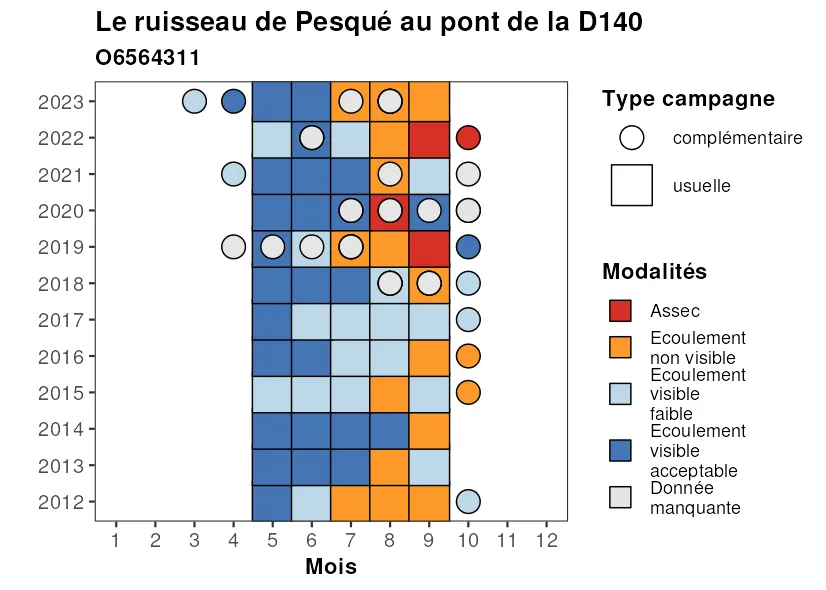 Le ruisseau de Pesqué au pont de la D140
O6564311
2023
2022
2021
2020
2019
2018
2017
2016
2015
2014
2013
2012
1 2 3 4 5 6 7 8 9 10 11 12
Mois
Type campagne
complémentaire
usuelle
Modalités
Assec
Ecoulement
non visible
Ecoulement
visible
faible
Ecoulement
visible
acceptable
Donnée
manquante